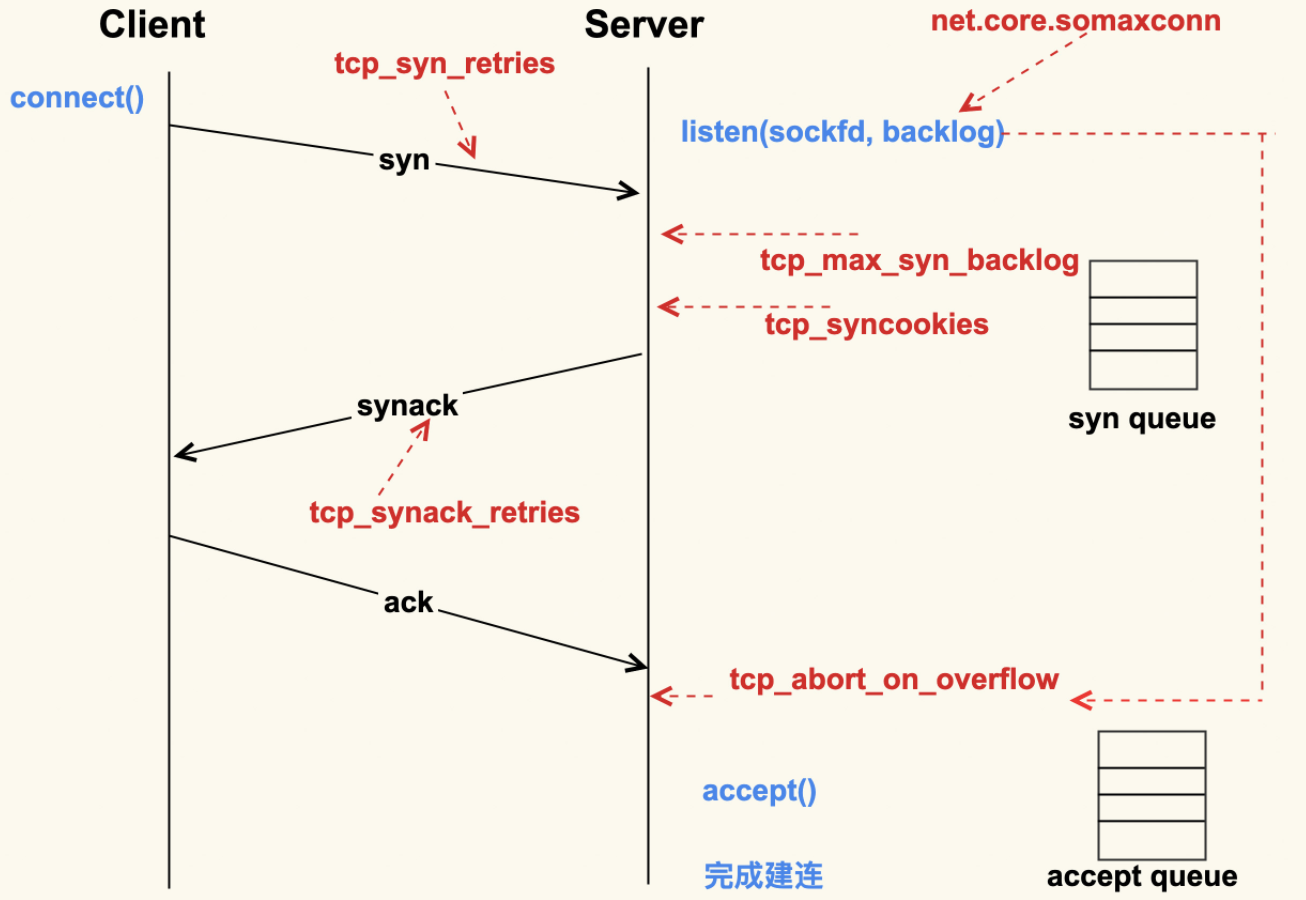 Client
Server
net.core.somaxconn
tcp_syn_retries
connect()
listen(sockfd, backlog)
syn
tcp_max_syn_backlog
tcp_syncookies
synack
syn queue
tcp_synack_retries
ack
tcp_abort_on_overflow
accept()
完成建连
accept queue